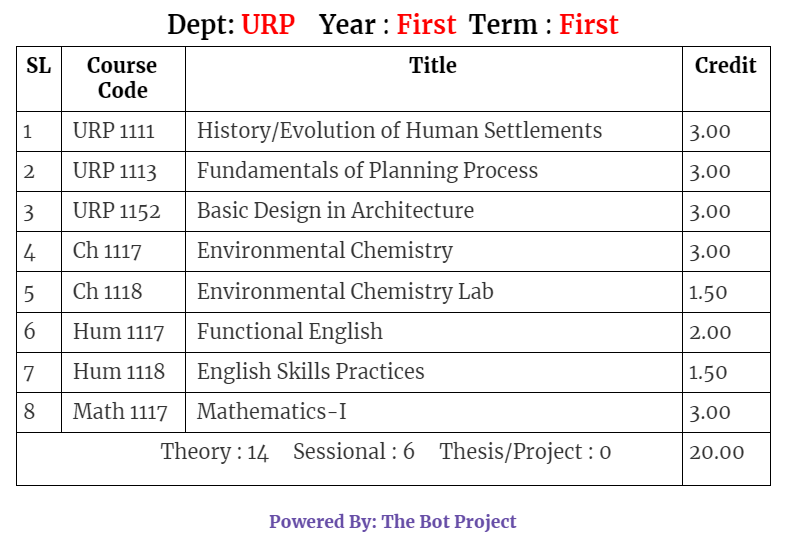 Dept: URP Year : First Term : First
SL Course Code Title Credit
1 URP 1111 History/Evolution of Human Settlements 3.00
2 URP 1113 Fundamentals of Planning Process 3.00
3 URP 1152 Basic Design in Architecture 3.00
4 Ch 1117 Environmental Chemistry 3.00
5 Ch 1118 Environmental Chemistry Lab 1.50
6 Hum 1117 Functional English 2.00
7 Hum 1118 English Skills Practices 1.50
8 Math 1117 Mathematics-I 3.00
Theory : 14 Sessional : 6 Thesis/Project : 0 20.00
Powered By: The Bot Project